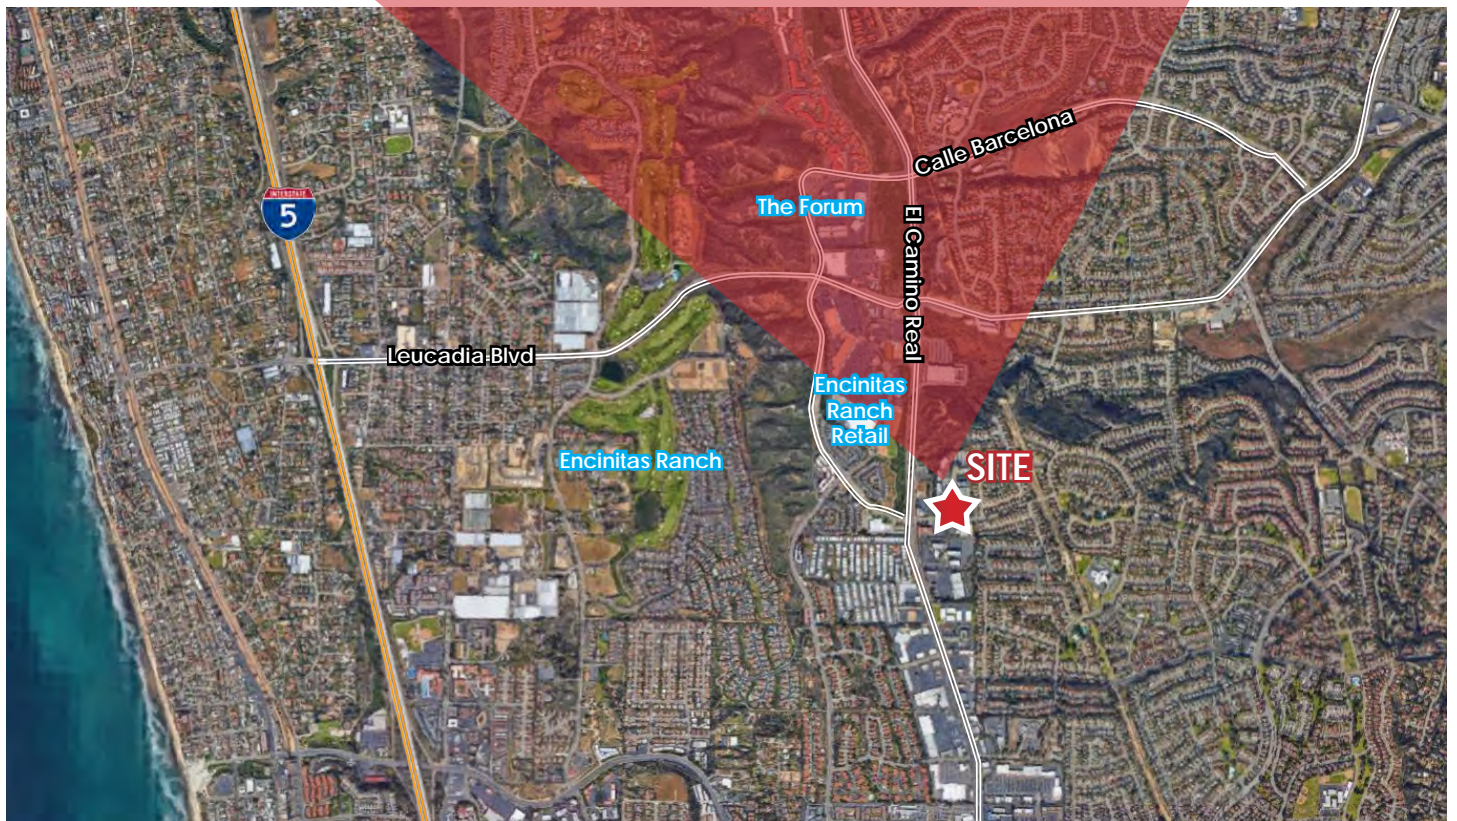 Calle Barcelona
INTERSTATE
5
The Forum
El Camino Real
Leucadia Blvd
Encinitas
Ranch
Retail
Encinitas Ranch
SITE